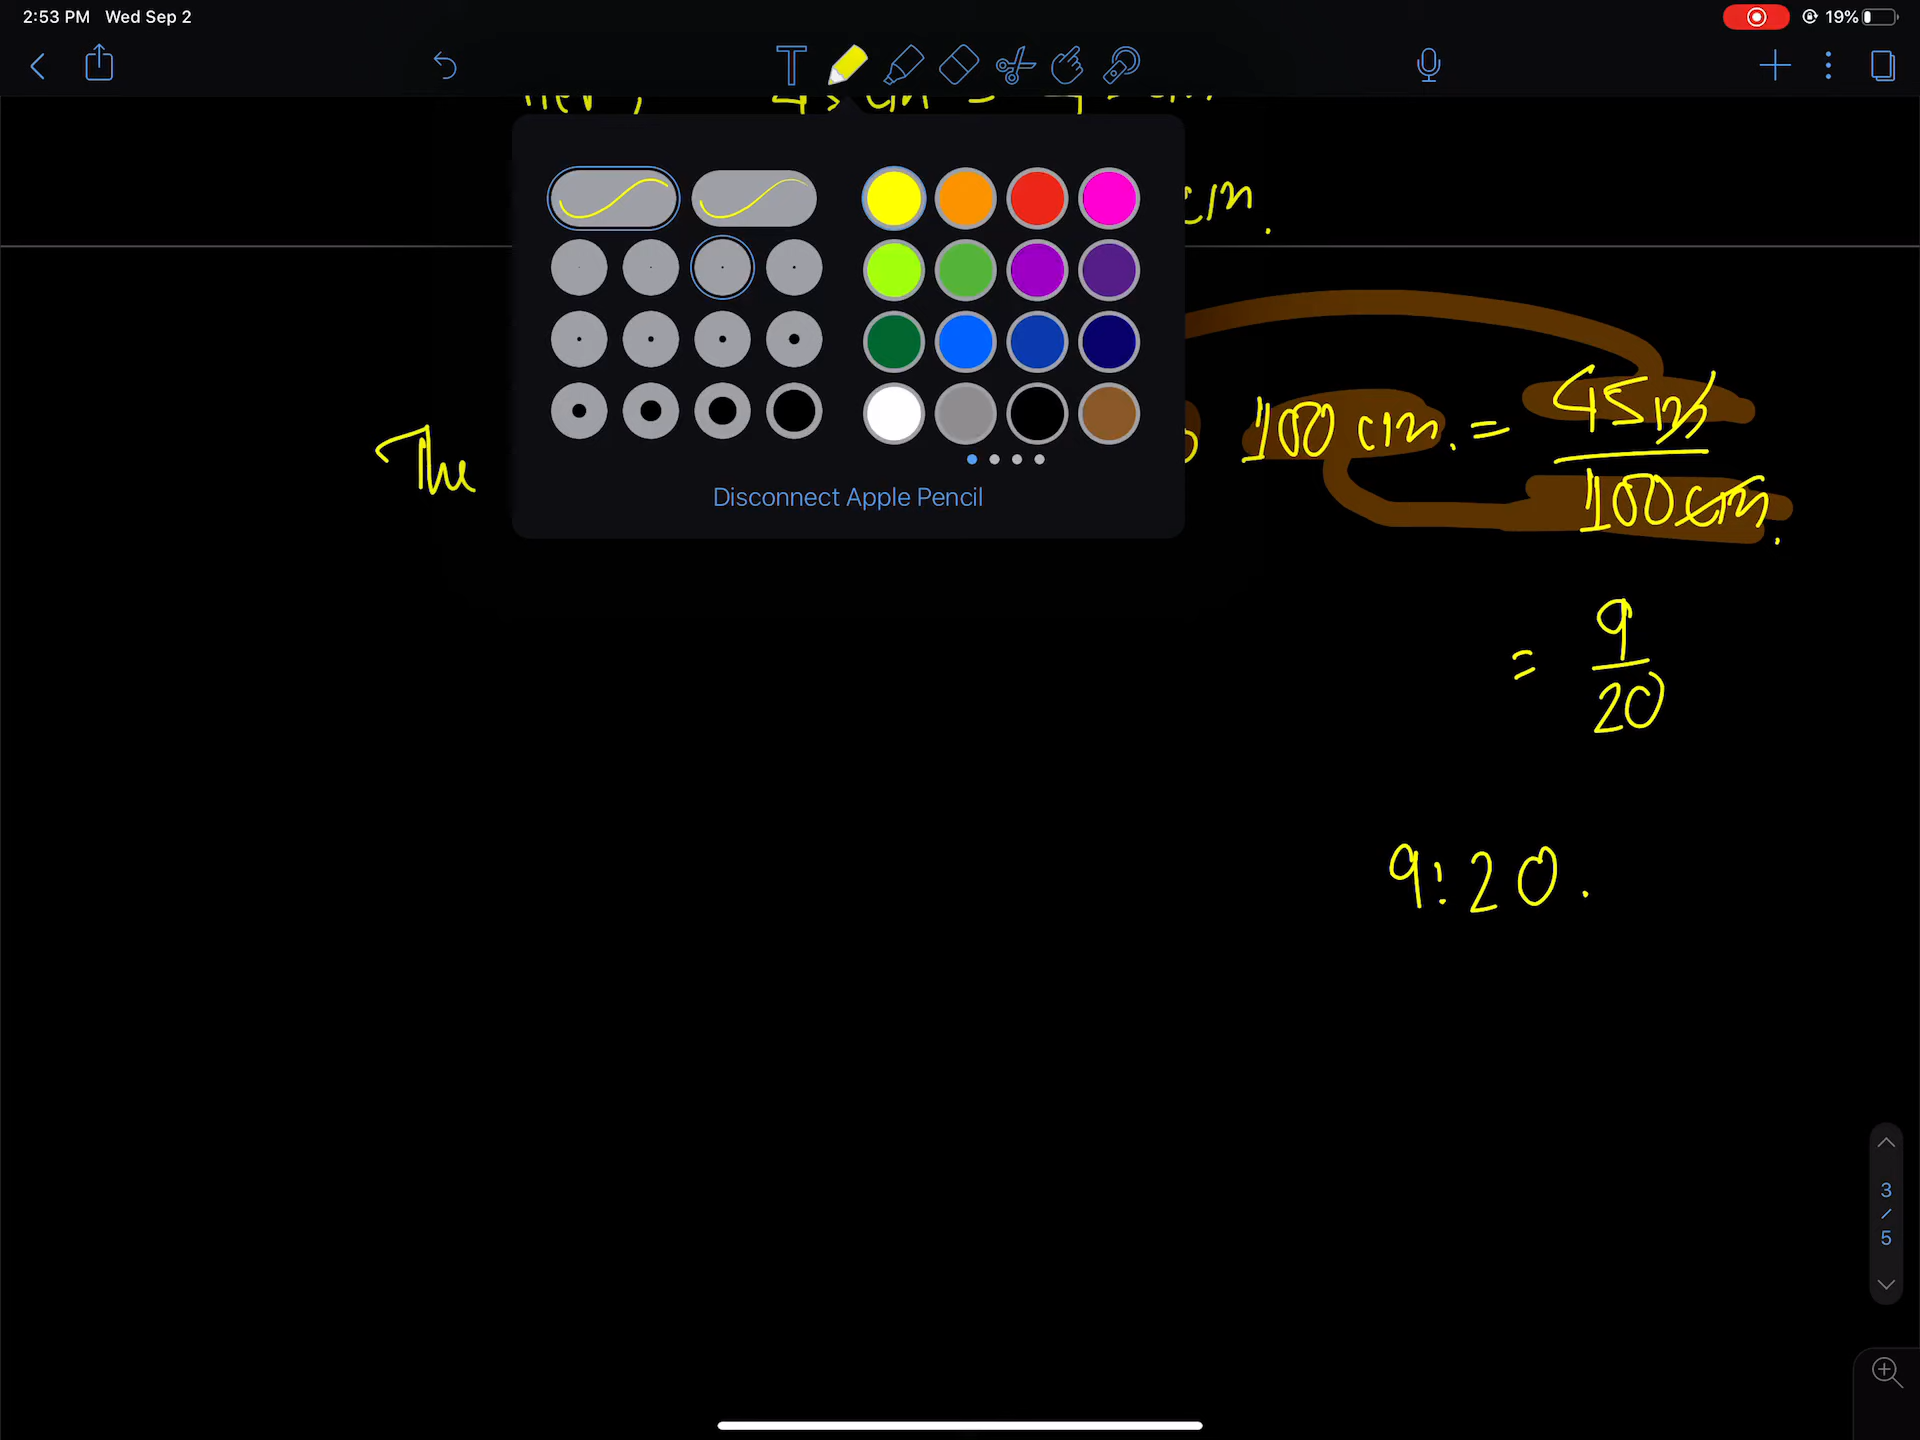 2:53 PM Wed Sep 2
19%
T
cm.
The
100 cm. = 45 m
100 cm.
Disconnect Apple Pencil
= 9
20
9:20.
3
/
5